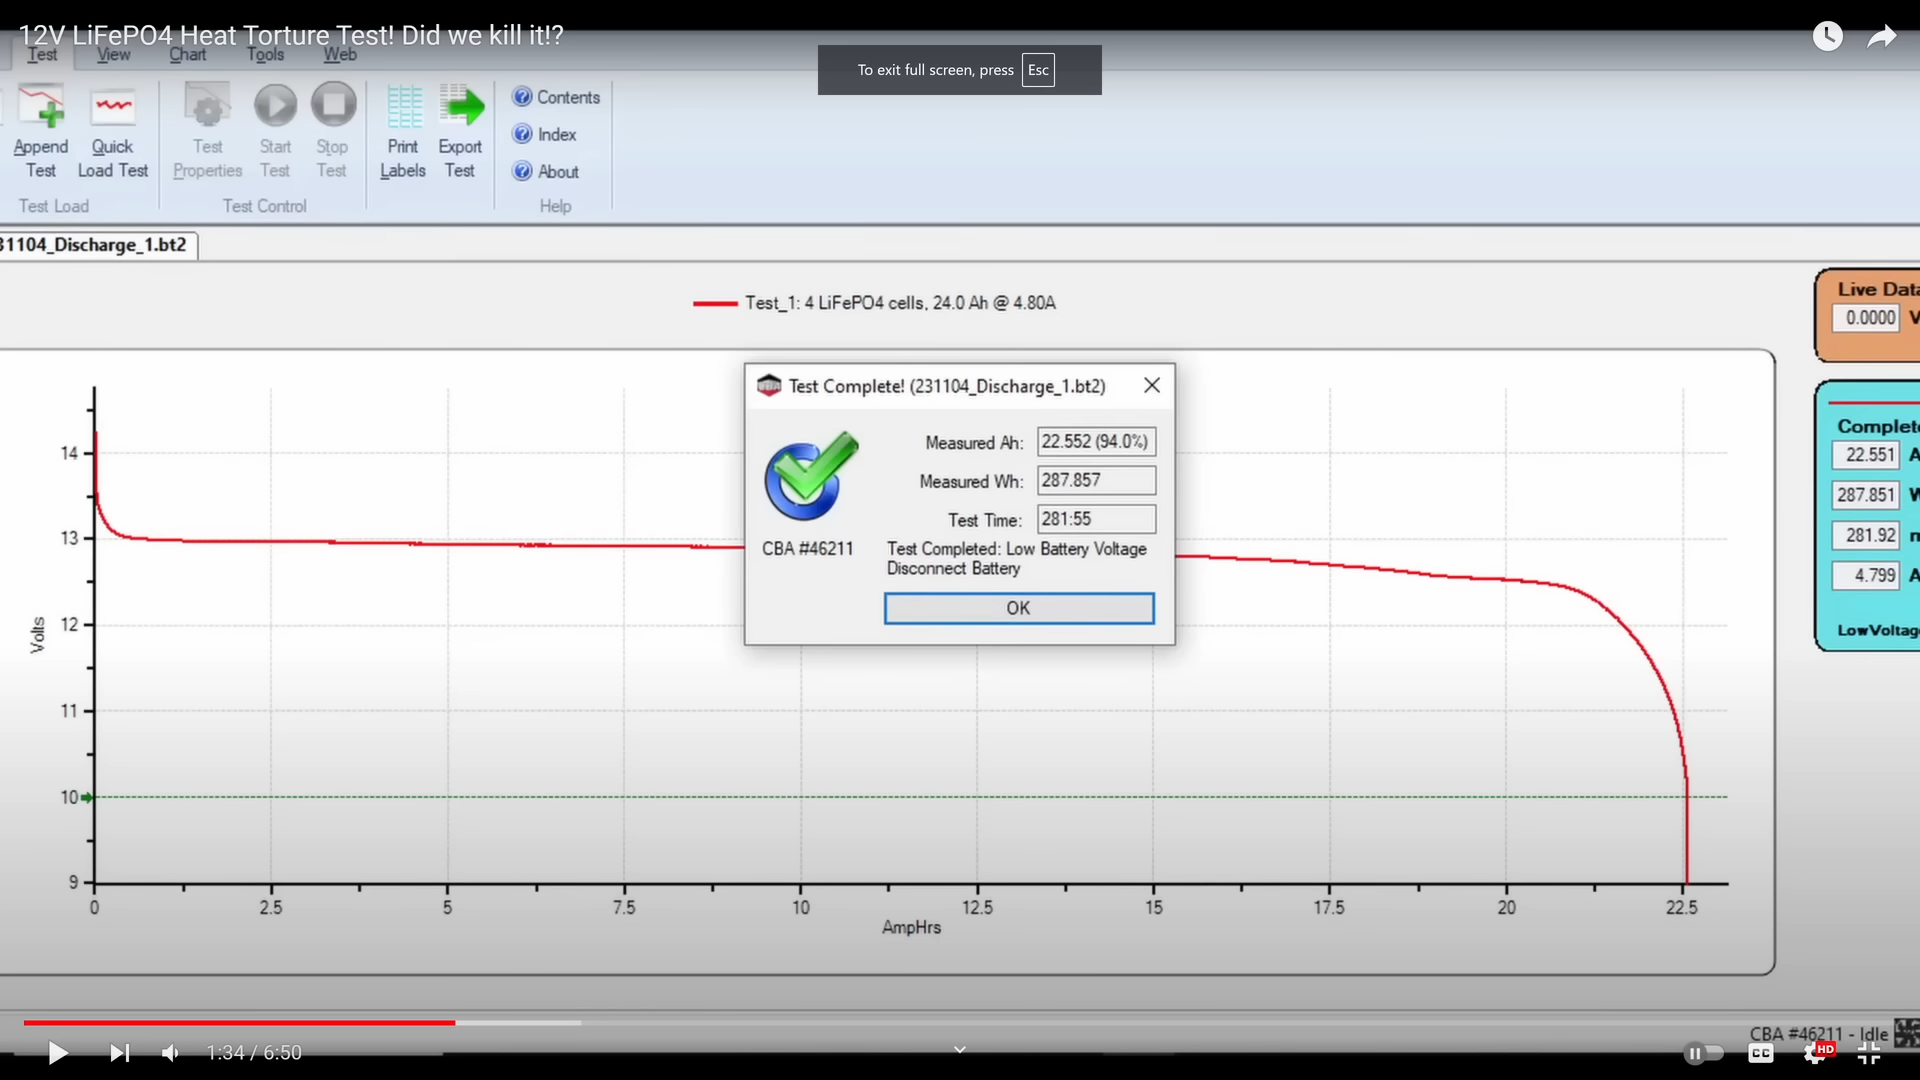 12V LiFePO4 Heat Torture Test! Did we kill it!?
To exit full screen, press Esc
Test View Chart Tools Web
Append Test
Quick Load Test
Test Properties
Start Test
Stop Test
Print Labels
Export Test
Contents
Index
About
Test Load
Test Control
Help
31104_Discharge_1.bt2
Test_1: 4 LiFePO4 cells, 24.0 Ah @ 4.80A
Live Data
0.0000 V
Test Complete! (231104_Discharge_1.bt2)
Measured Ah: 22.552 (94.0%)
Measured Wh: 287.857
Test Time: 281:55
CBA #46211
Test Completed: Low Battery Voltage
Disconnect Battery
OK
Complete
22.551 A
287.851 W
281.92 m
4.799 A
LowVoltag
Volts
14
13
12
11
10
9
0 2.5 5 7.5 10 12.5 15 17.5 20 22.5
AmpHrs
CBA #46211 - Idle
1:34 / 6:50
CC
HD